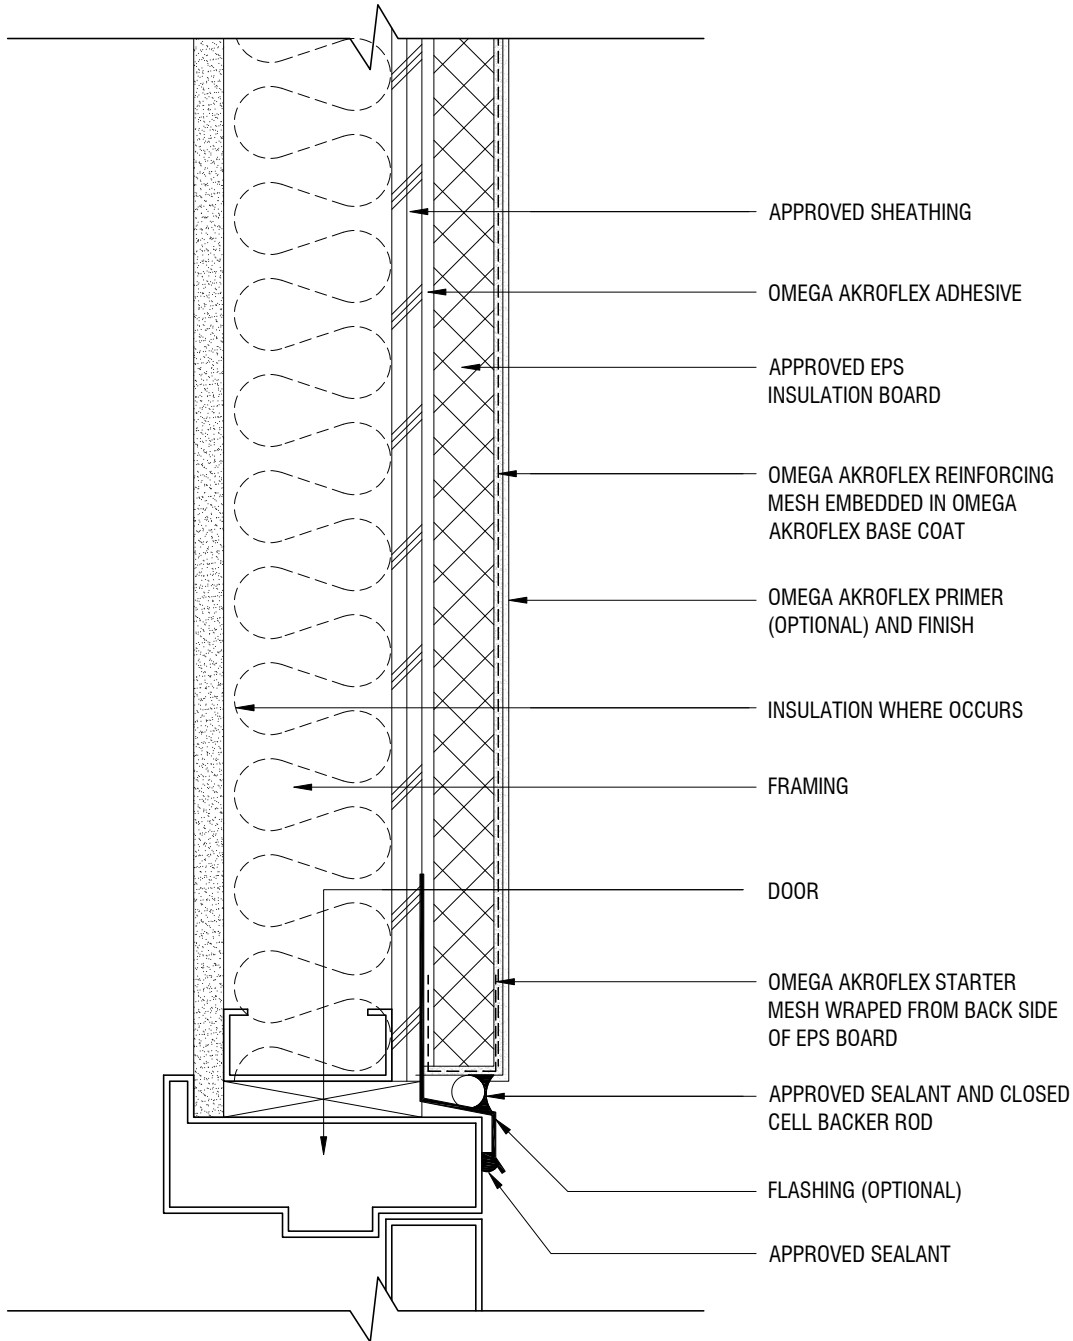 APPROVED SHEATHING
OMEGA AKROFLEX ADHESIVE
APPROVED EPS
INSULATION BOARD
OMEGA AKROFLEX REINFORCING
MESH EMBEDDED IN OMEGA
AKROFLEX BASE COAT
OMEGA AKROFLEX PRIMER
(OPTIONAL) AND FINISH
INSULATION WHERE OCCURS
FRAMING
DOOR
OMEGA AKROFLEX STARTER
MESH WRAPED FROM BACK SIDE
OF EPS BOARD
APPROVED SEALANT AND CLOSED
CELL BACKER ROD
FLASHING (OPTIONAL)
APPROVED SEALANT